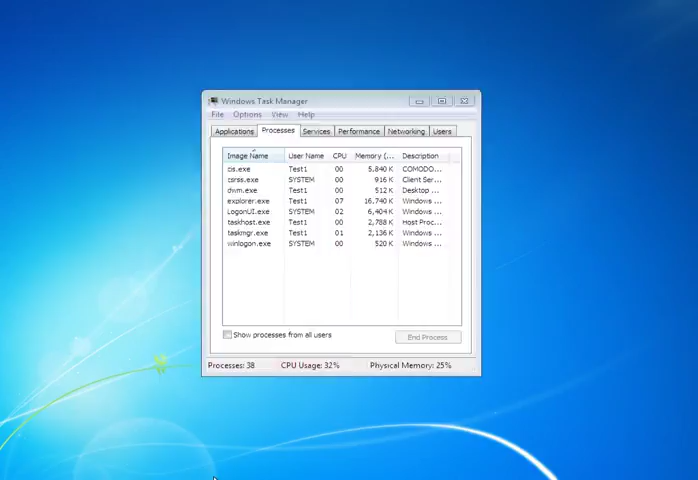 Windows Task Manager
File Options View Help
Applications Processes Services Performance Networking Users
Image Name User Name CPU Memory (... Description
cis.exe Test1 00 5,840 K COMODO...
csrss.exe SYSTEM 00 916 K Client Ser...
dwm.exe Test1 00 512 K Desktop ...
explorer.exe Test1 07 16,740 K Windows ...
LogonUI.exe SYSTEM 02 6,404 K Windows ...
taskhost.exe Test1 00 2,788 K Host Proc...
taskmgr.exe Test1 01 2,136 K Windows ...
winlogon.exe SYSTEM 00 520 K Windows ...
Show processes from all users End Process
Processes: 38 CPU Usage: 32% Physical Memory: 25%